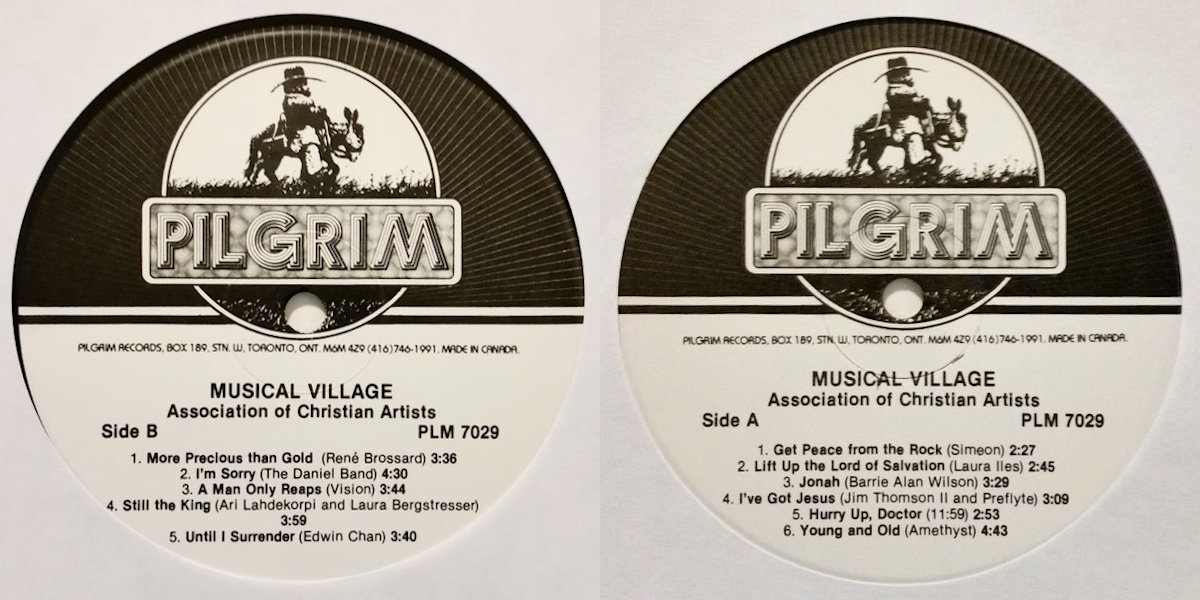 PILGRIM
PILGRIM RECORDS, BOX 189, STN. W, TORONTO, ONT. M6M 4Z9 (416)746-1991. MADE IN CANADA.
MUSICAL VILLAGE
Association of Christian Artists
Side B PLM 7029
1. More Precious than Gold (René Brossard) 3:36
2. I'm Sorry (The Daniel Band) 4:30
3. A Man Only Reaps (Vision) 3:44
4. Still the King (Ari Lahdekorpi and Laura Bergstresser)
3:59
5. Until I Surrender (Edwin Chan) 3:40
PILGRIM
PILGRIM RECORDS, BOX 189, STN. W, TORONTO, ONT. M6M 4Z9 (416)746-1991. MADE IN CANADA.
MUSICAL VILLAGE
Association of Christian Artists
Side A PLM 7029
1. Get Peace from the Rock (Simeon) 2:27
2. Lift Up the Lord of Salvation (Laura Iles) 2:45
3. Jonah (Barrie Alan Wilson) 3:29
4. I've Got Jesus (Jim Thomson II and Preflyte) 3:09
5. Hurry Up, Doctor (11:59) 2:53
6. Young and Old (Amethyst) 4:43